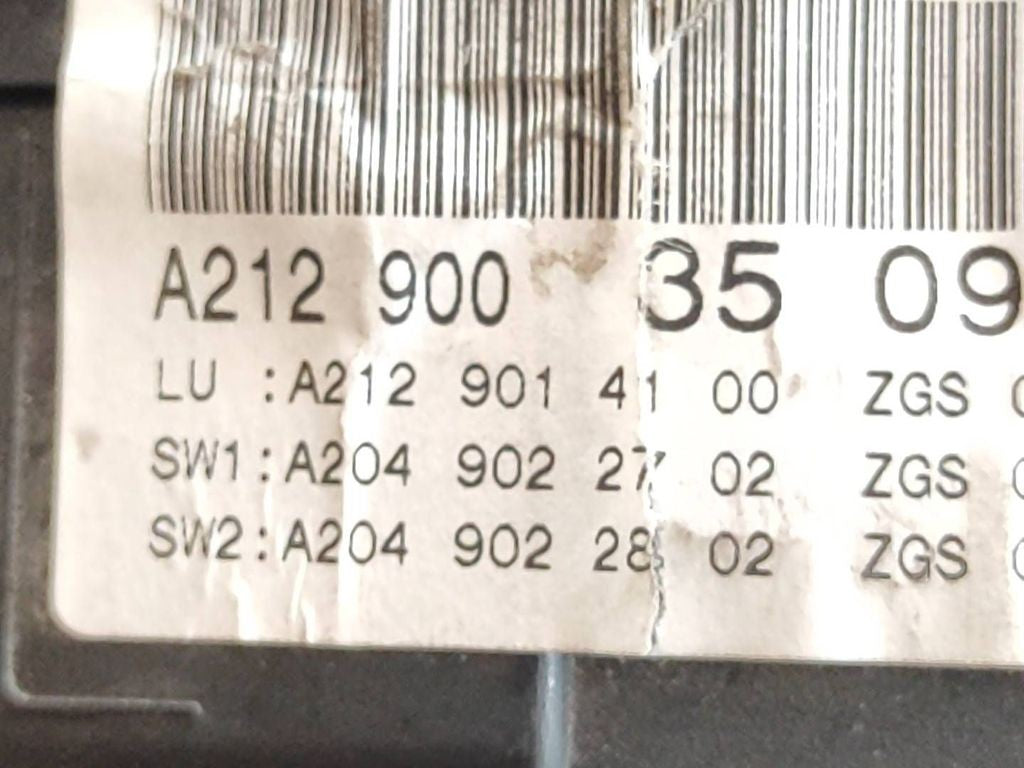 A212 900 35 09
LU :A212 901 41 00 ZGS
SW1:A204 902 27 02 ZGS
SW2:A204 902 28 02 ZGS